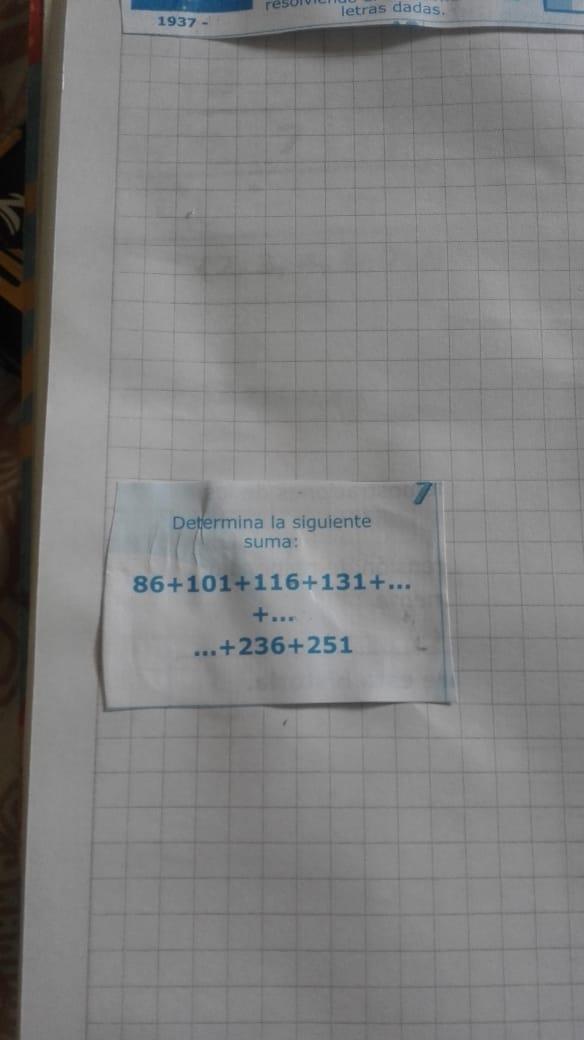 1937 -
letras dadas.
7
Determina la siguiente
suma:
86+101+116+131+...
+...
...+236+251